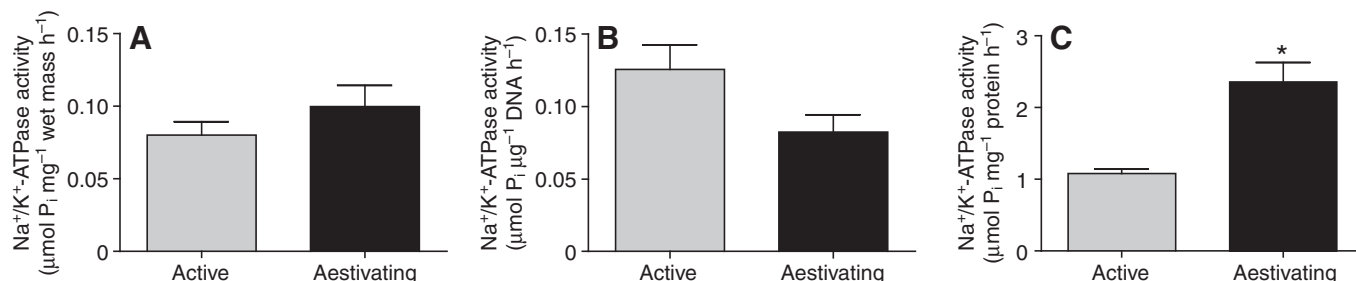 A
Na⁺/K⁺-ATPase activity
(μmol Pᵢ mg⁻¹ wet mass h⁻¹)
0.15
0.10
0.05
0
Active
Aestivating
B
Na⁺/K⁺-ATPase activity
(μmol Pᵢ μg⁻¹ DNA h⁻¹)
0.15
0.10
0.05
0
Active
Aestivating
C
Na⁺/K⁺-ATPase activity
(μmol Pᵢ mg⁻¹ protein h⁻¹)
3
2
1
0
*
Active
Aestivating